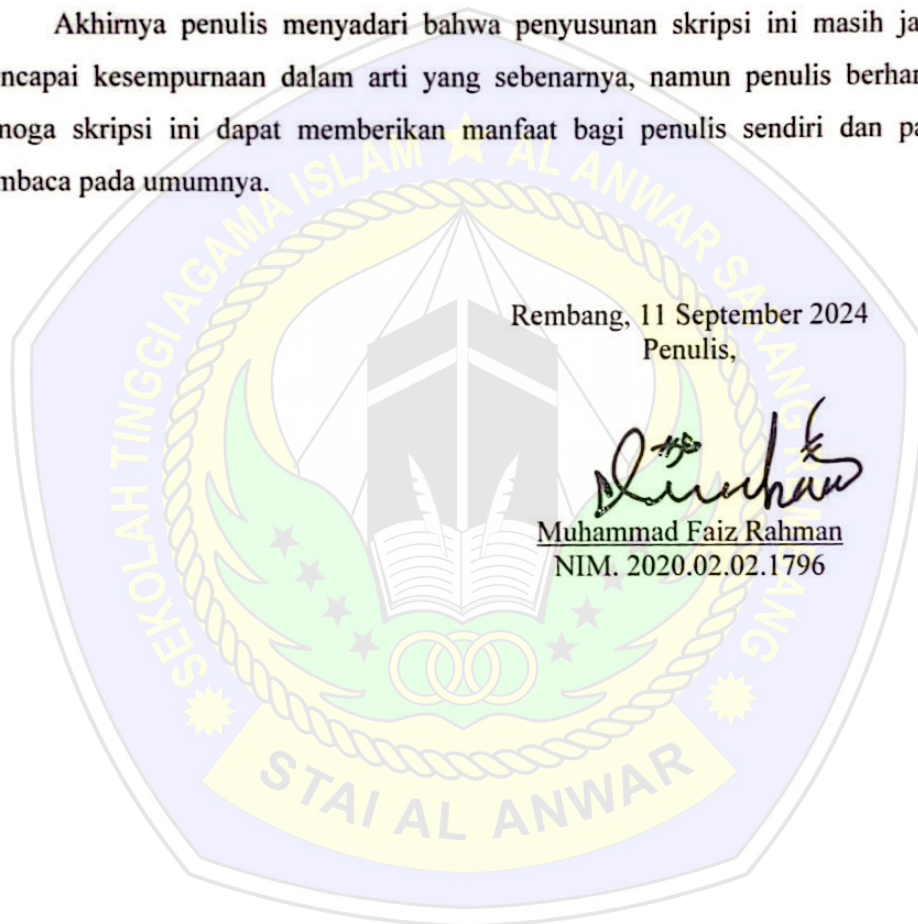 Akhirnya penulis menyadari bahwa penyusunan skripsi ini masih ja
ncapai kesempurnaan dalam arti yang sebenarnya, namun penulis berhar
noga skripsi ini dapat memberikan manfaat bagi penulis sendiri dan pa
mbaca pada umumnya.
SEKOLAH TINGGI AGAMA ISLAM ★ AL ANWAR SARANG REMBANG
Rembang, 11 September 2024
Penulis,
Muhammad Faiz Rahman
NIM. 2020.02.02.1796
STAI AL ANWAR